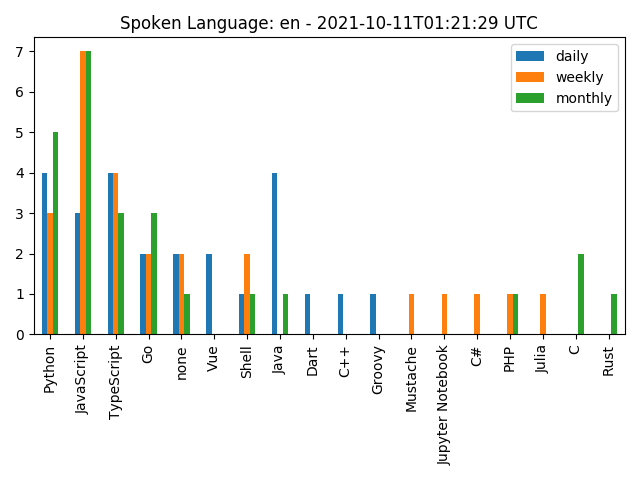 Spoken Language: en - 2021-10-11T01:21:29 UTC
daily
weekly
monthly
7
6
5
4
3
2
1
0
Python
JavaScript
TypeScript
Go
none
Vue
Shell
Java
Dart
C++
Groovy
Mustache
Jupyter Notebook
C#
PHP
Julia
C
Rust